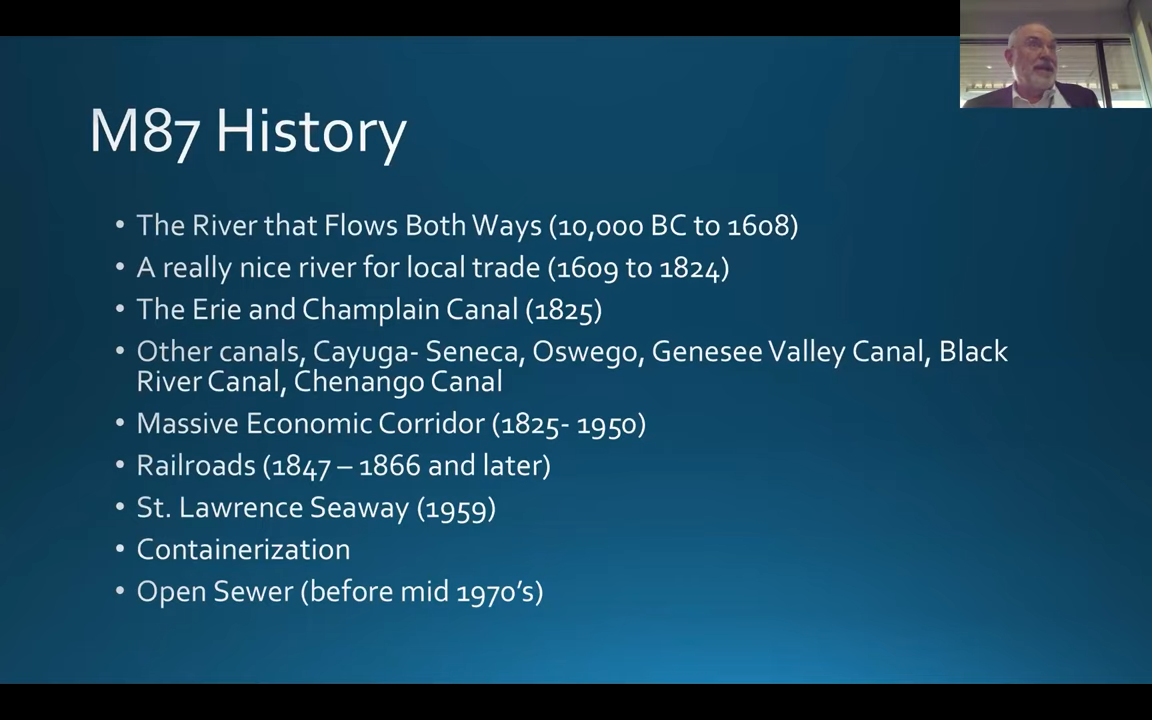 M87 History
• The River that Flows Both Ways (10,000 BC to 1608)
• A really nice river for local trade (1609 to 1824)
• The Erie and Champlain Canal (1825)
• Other canals, Cayuga- Seneca, Oswego, Genesee Valley Canal, Black
River Canal, Chenango Canal
• Massive Economic Corridor (1825- 1950)
• Railroads (1847 – 1866 and later)
• St. Lawrence Seaway (1959)
• Containerization
• Open Sewer (before mid 1970’s)